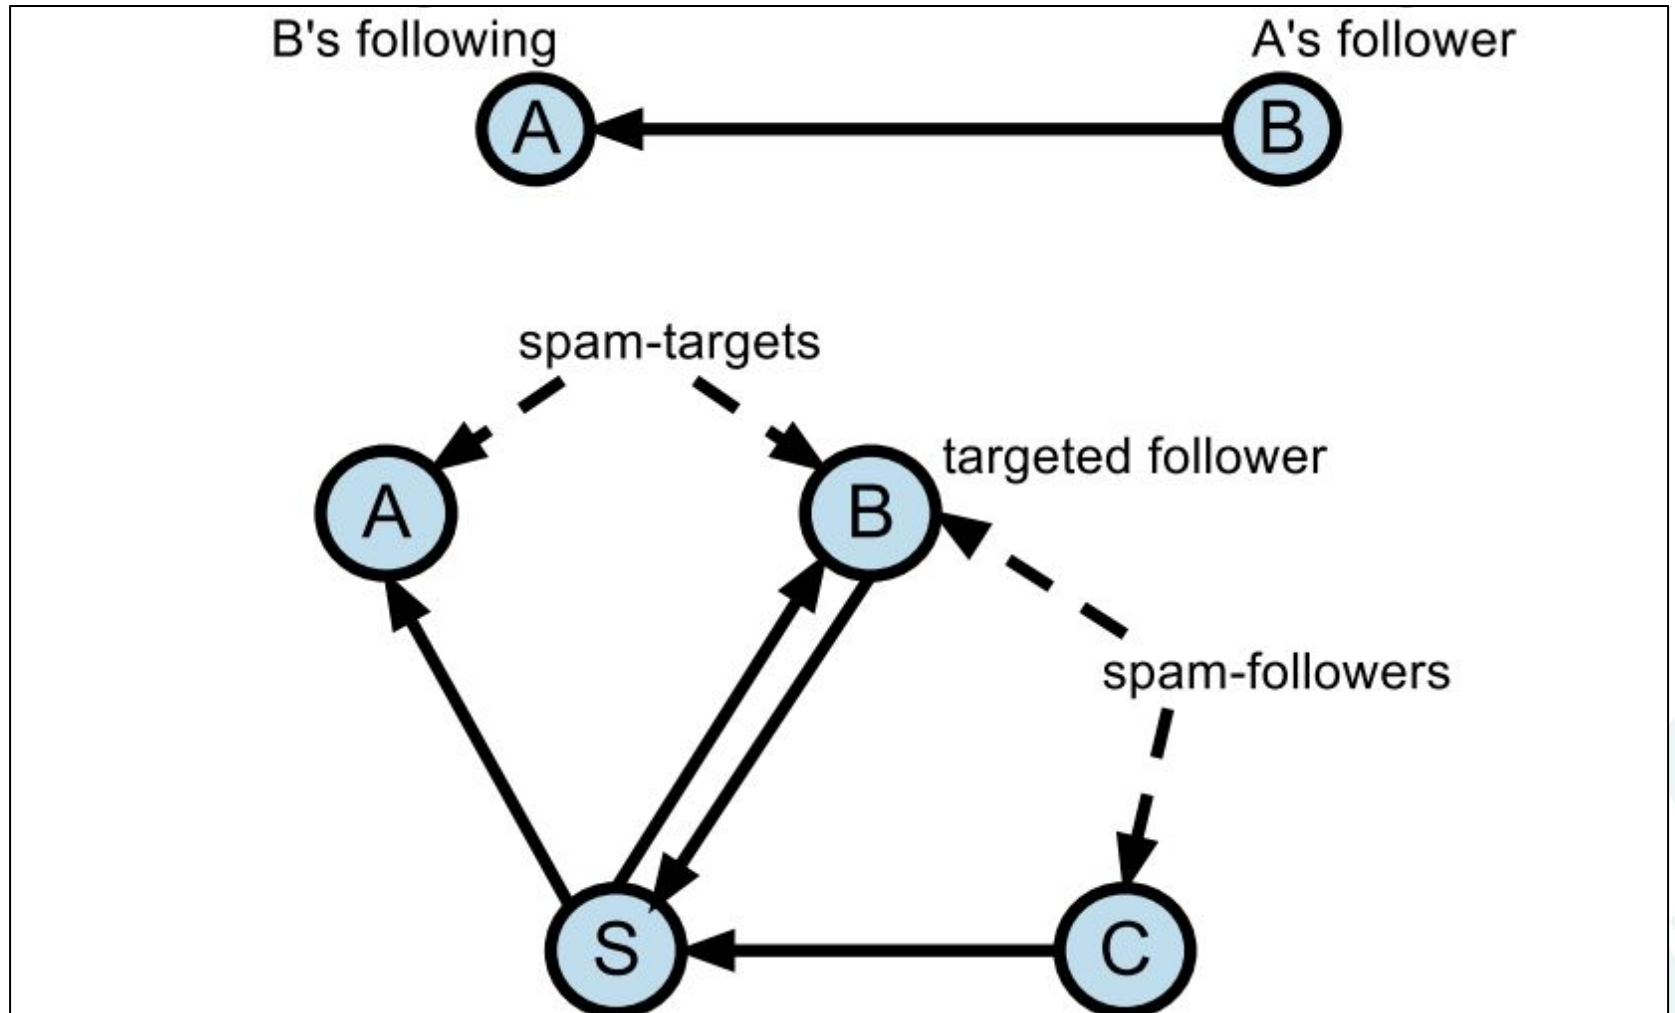 B's following
A's follower
A
B
spam-targets
A
B
targeted follower
spam-followers
S
C